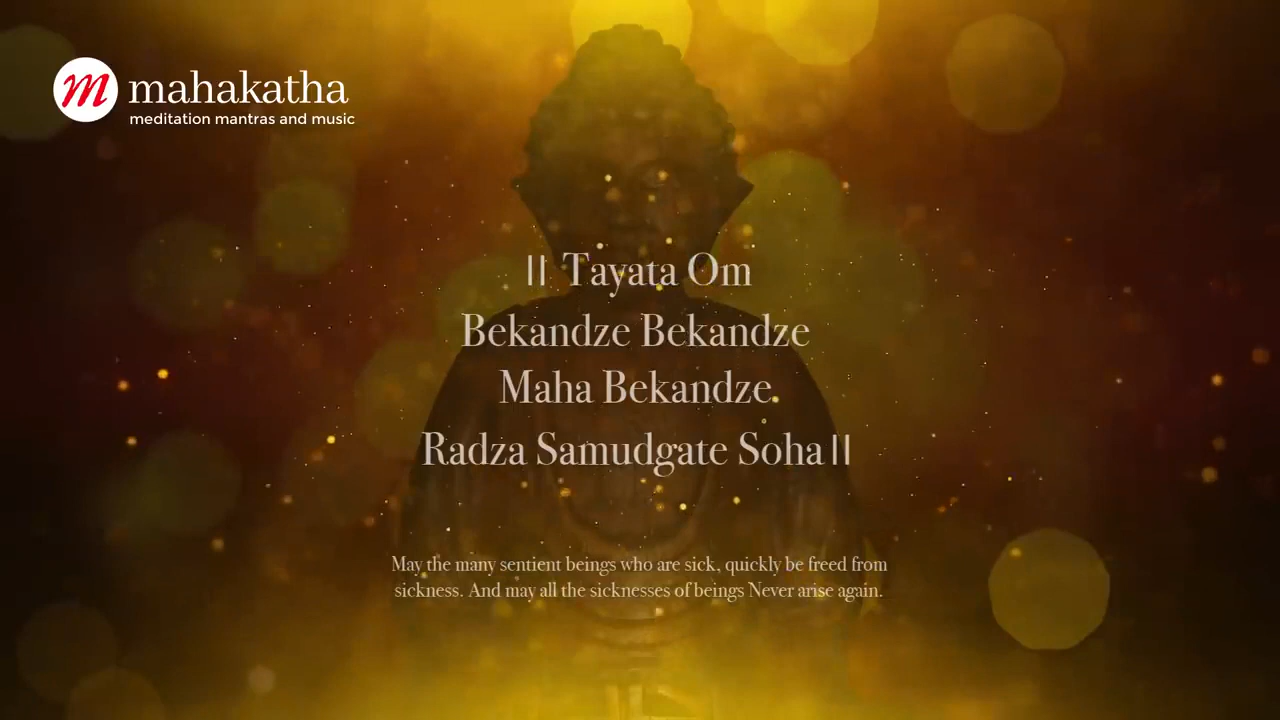 m mahakatha
meditation mantras and music
|| Tayata Om
Bekandze Bekandze
Maha Bekandze
Radza Samudgate Soha||
May the many sentient beings who are sick, quickly be freed from
sickness. And may all the sicknesses of beings Never arise again.